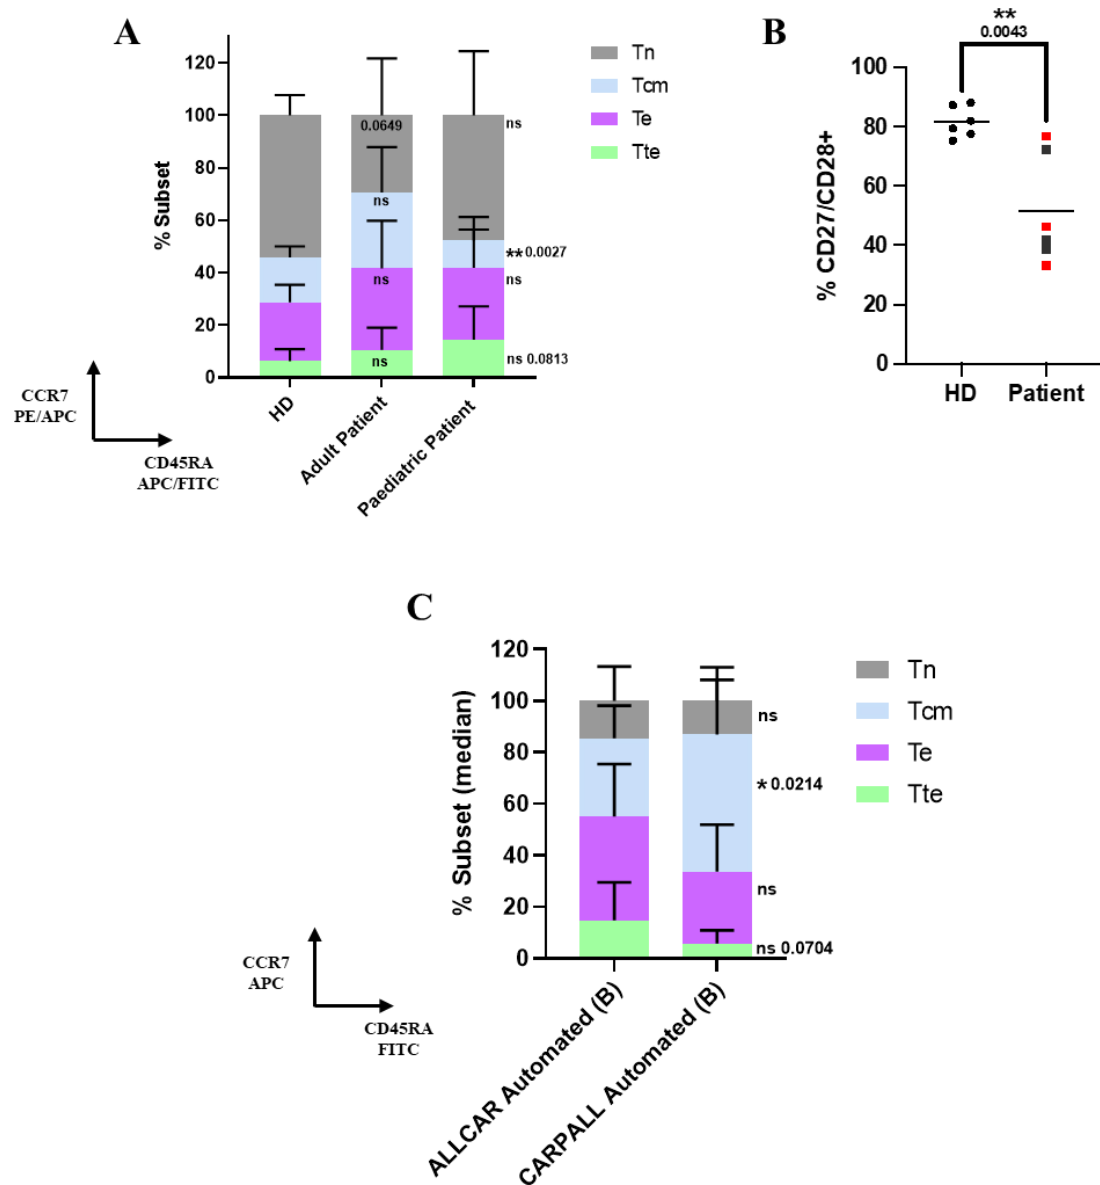 A
% Subset
120
100
80
60
40
20
0
0.0649
ns
ns
ns
ns
** 0.0027
ns
ns 0.0813
HD
Adult Patient
Paediatric Patient
Tn
Tcm
Te
Tte
CCR7
PE/APC
CD45RA
APC/FITC
B
**
0.0043
% CD27/CD28+
100
80
60
40
20
0
HD
Patient
C
% Subset (median)
120
100
80
60
40
20
0
ns
* 0.0214
ns
ns 0.0704
ALLCAR Automated (B)
CARPALL Automated (B)
Tn
Tcm
Te
Tte
CCR7
APC
CD45RA
FITC